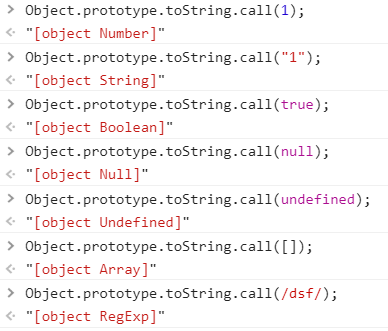 > Object.prototype.toString.call(1);
< "[object Number]"
> Object.prototype.toString.call("1");
< "[object String]"
> Object.prototype.toString.call(true);
< "[object Boolean]"
> Object.prototype.toString.call(null);
< "[object Null]"
> Object.prototype.toString.call(undefined);
< "[object Undefined]"
> Object.prototype.toString.call([]);
< "[object Array]"
> Object.prototype.toString.call(/dsf/);
< "[object RegExp]"